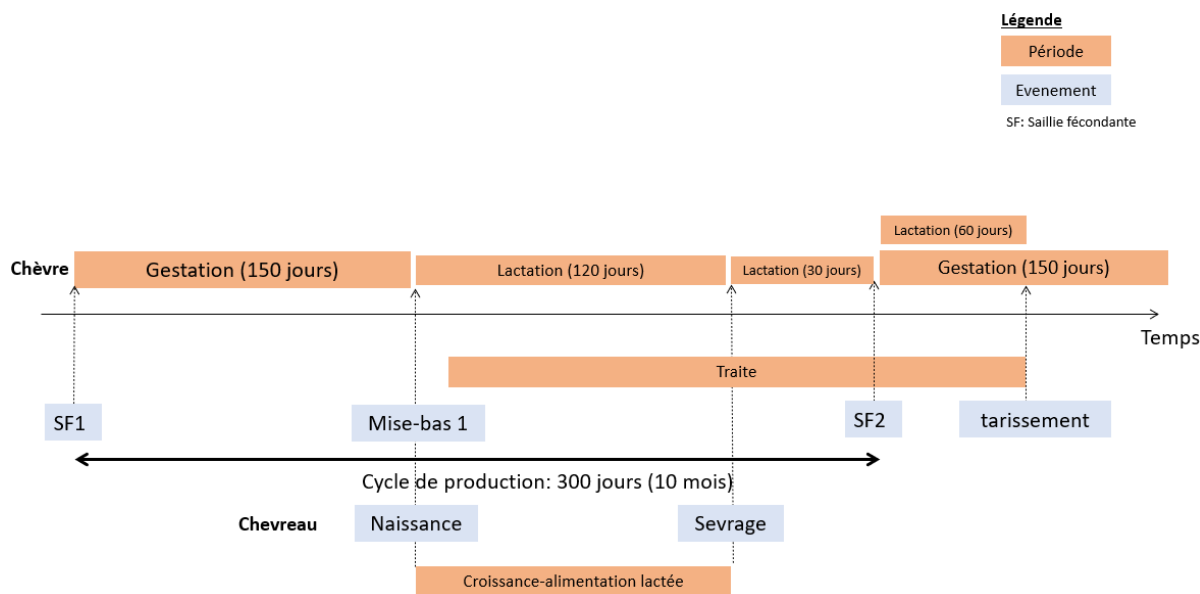 Légende
Période
Evenement
SF: Saillie fécondante
Lactation (60 jours)
Chèvre
Gestation (150 jours)
Lactation (120 jours)
Lactation (30 jours)
Gestation (150 jours)
Temps
Traite
SF1
Mise-bas 1
SF2
tarissement
Cycle de production: 300 jours (10 mois)
Chevreau
Naissance
Sevrage
Croissance-alimentation lactée